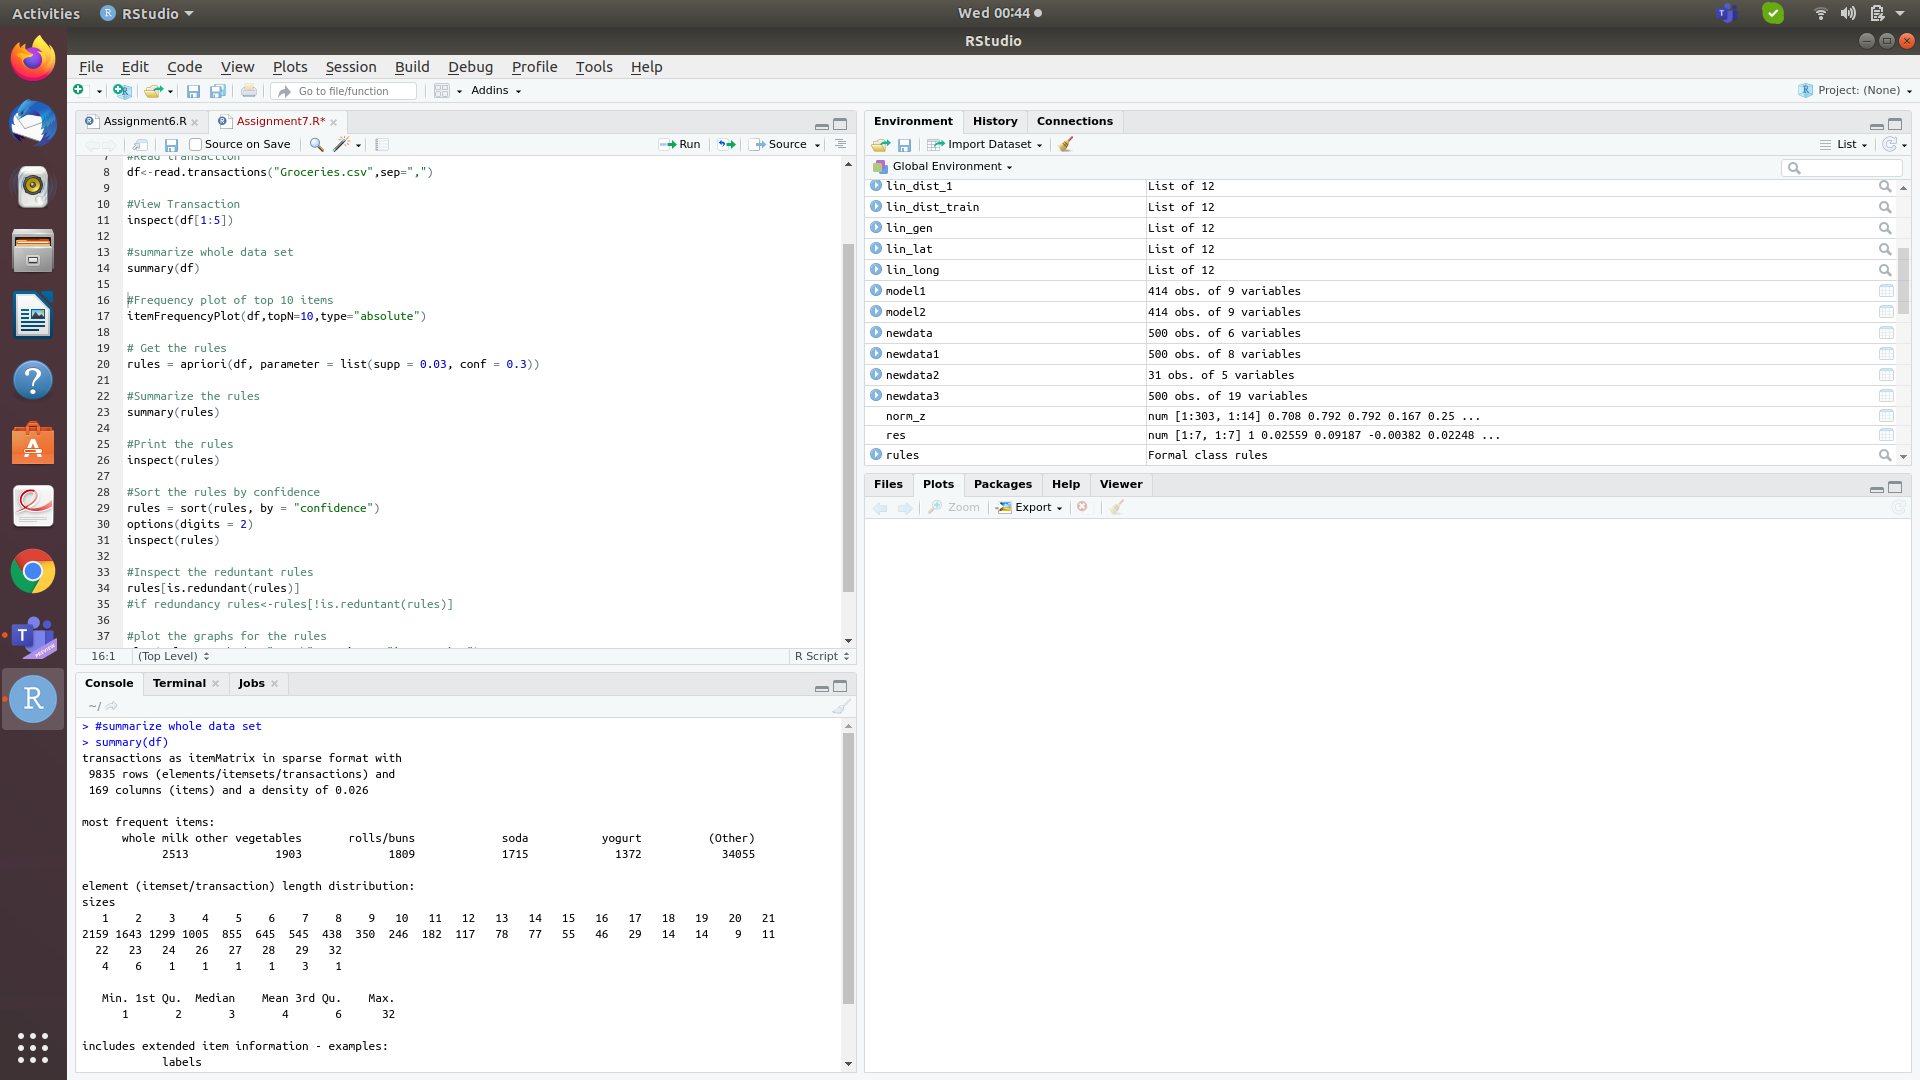 Activities
RStudio
Wed 00:44
RStudio
File Edit Code View Plots Session Build Debug Profile Tools Help
Go to file/function
Addins
Project: (None)
Assignment6.R
Assignment7.R*
Source on Save
Run
Source
7 #Read transaction
8 df<-read.transactions("Groceries.csv",sep=",")
9
10 #View Transaction
11 inspect(df[1:5])
12
13 #summarize whole data set
14 summary(df)
15
16 #Frequency plot of top 10 items
17 itemFrequencyPlot(df,topN=10,type="absolute")
18
19 # Get the rules
20 rules = apriori(df, parameter = list(supp = 0.03, conf = 0.3))
21
22 #Summarize the rules
23 summary(rules)
24
25 #Print the rules
26 inspect(rules)
27
28 #Sort the rules by confidence
29 rules = sort(rules, by = "confidence")
30 options(digits = 2)
31 inspect(rules)
32
33 #Inspect the reduntant rules
34 rules[is.redundant(rules)]
35 #if redundancy rules<-rules[!is.reduntant(rules)]
36
37 #plot the graphs for the rules
16:1 (Top Level) R Script
Console Terminal Jobs
~/
> #summarize whole data set
> summary(df)
transactions as itemMatrix in sparse format with
9835 rows (elements/itemsets/transactions) and
169 columns (items) and a density of 0.026
most frequent items:
whole milk other vegetables rolls/buns soda yogurt (Other)
2513 1903 1809 1715 1372 34055
element (itemset/transaction) length distribution:
sizes
1 2 3 4 5 6 7 8 9 10 11 12 13 14 15 16 17 18 19 20 21
2159 1643 1299 1005 855 645 545 438 350 246 182 117 78 77 55 46 29 14 14 9 11
22 23 24 26 27 28 29 32
4 6 1 1 1 1 3 1
Min. 1st Qu. Median Mean 3rd Qu. Max.
1 2 3 4 6 32
includes extended item information - examples:
labels
Environment History Connections
Import Dataset
List
Global Environment
lin_dist_1 List of 12
lin_dist_train List of 12
lin_gen List of 12
lin_lat List of 12
lin_long List of 12
model1 414 obs. of 9 variables
model2 414 obs. of 9 variables
newdata 500 obs. of 6 variables
newdata1 500 obs. of 8 variables
newdata2 31 obs. of 5 variables
newdata3 500 obs. of 19 variables
norm_z num [1:303, 1:14] 0.708 0.792 0.792 0.167 0.25 ...
res num [1:7, 1:7] 1 0.02559 0.09187 -0.00382 0.02248 ...
rules Formal class rules
Files Plots Packages Help Viewer
Zoom Export